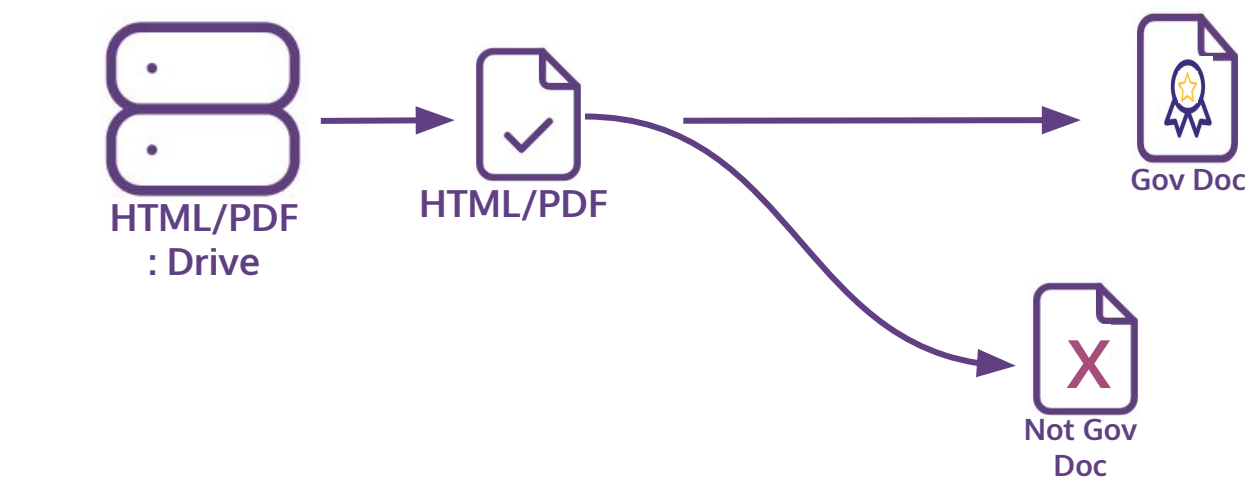 HTML/PDF
: Drive
HTML/PDF
Gov Doc
X
Not Gov
Doc